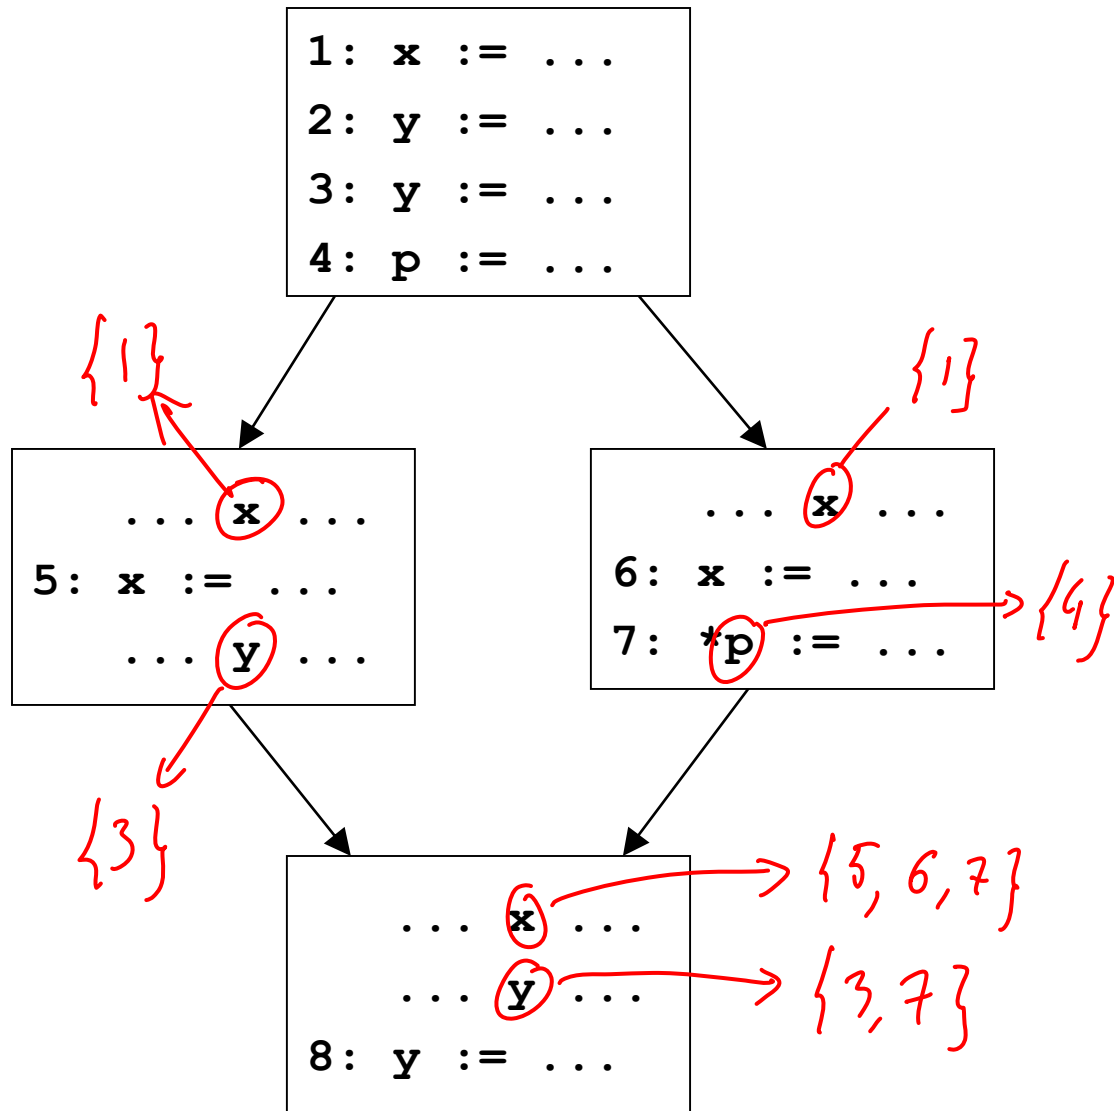 1: x := ...
2: y := ...
3: y := ...
4: p := ...
{1}
{1}
... x ...
5: x := ...
... y ...
... x ...
6: x := ...
7: *p := ...
{4}
{3}
... x ...
{5, 6, 7}
... y ...
{3, 7}
8: y := ...